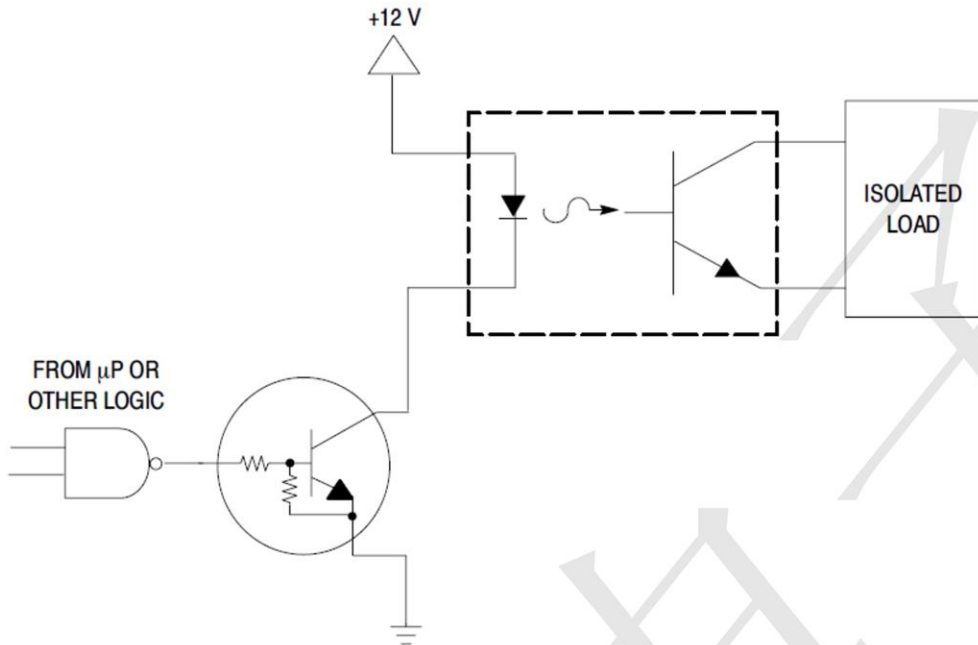 +12 V
ISOLATED
LOAD
FROM μP OR
OTHER LOGIC